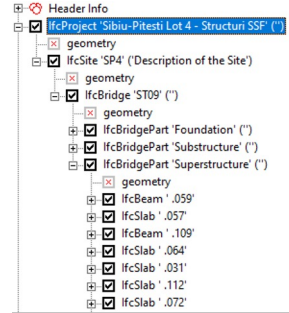 Header Info
IfcProject 'Sibiu-Pitesti Lot 4 - Structuri SSF' ('')
geometry
IfcSite 'SP4' ('Description of the Site')
geometry
IfcBridge 'ST09' ('')
geometry
IfcBridgePart 'Foundation' ('')
IfcBridgePart 'Substructure' ('')
IfcBridgePart 'Superstructure' ('')
geometry
IfcBeam ' .059'
IfcSlab ' .057'
IfcBeam ' .109'
IfcSlab ' .064'
IfcSlab ' .031'
IfcSlab ' .112'
IfcSlab ' .072'